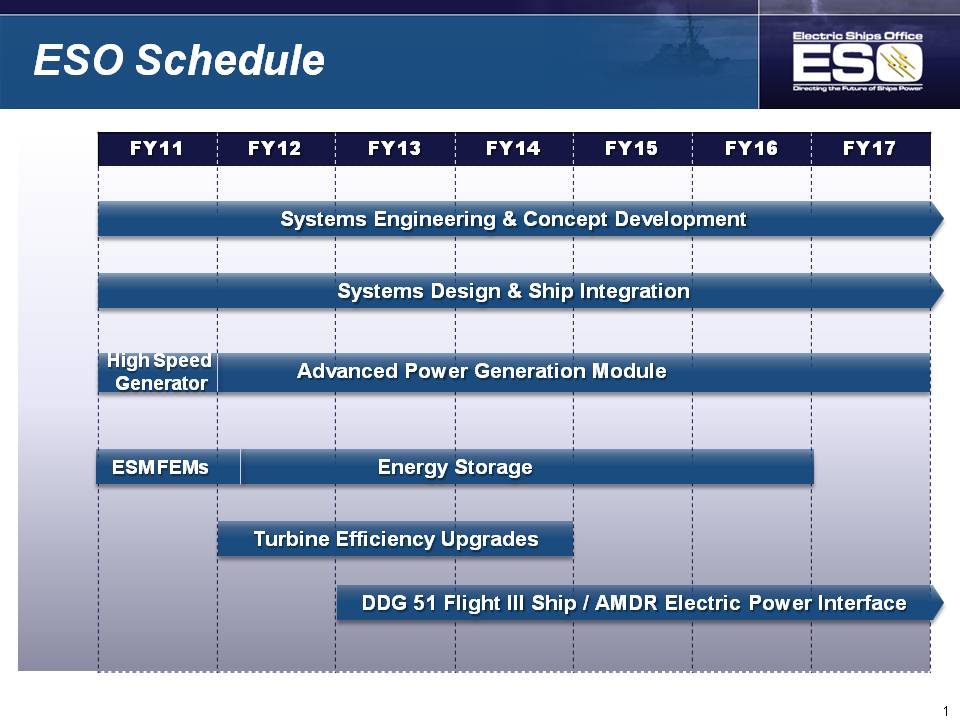 ESO Schedule
Electric Ships Office
ESO
Directing the Future of Ships Power
FY11 FY12 FY13 FY14 FY15 FY16 FY17
Systems Engineering & Concept Development
Systems Design & Ship Integration
High Speed
Generator
Advanced Power Generation Module
ESM FEMs
Energy Storage
Turbine Efficiency Upgrades
DDG 51 Flight III Ship / AMDR Electric Power Interface
1